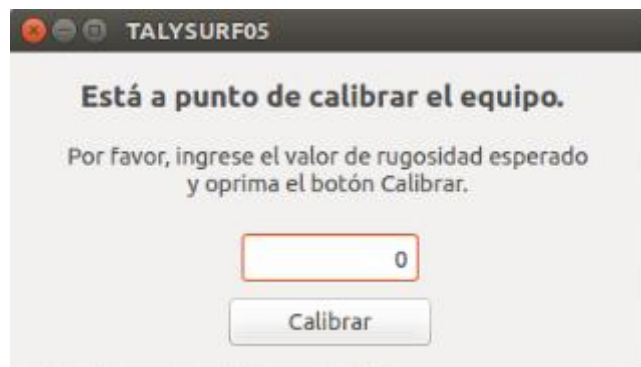 TALYSURF05
Está a punto de calibrar el equipo.
Por favor, ingrese el valor de rugosidad esperado
y oprima el botón Calibrar.
0
Calibrar